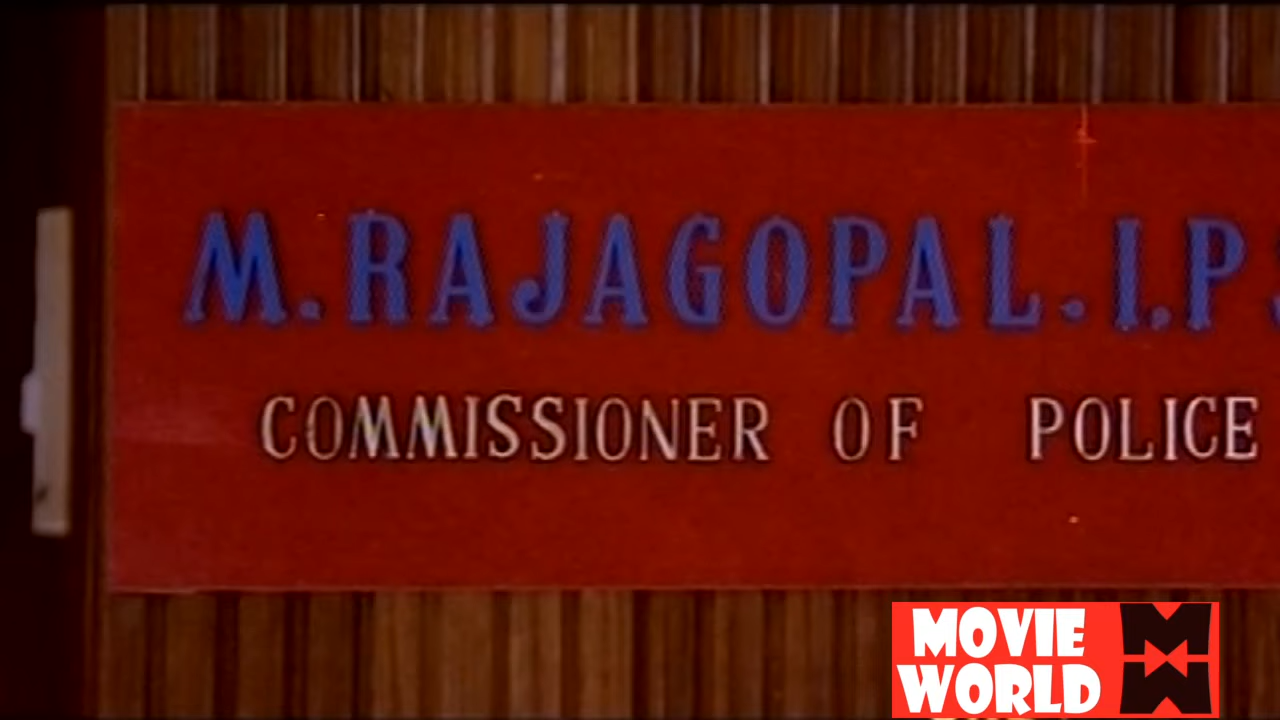 M. RAJAGOPAL. I.P.
COMMISSIONER OF POLICE
MOVIE
WORLD